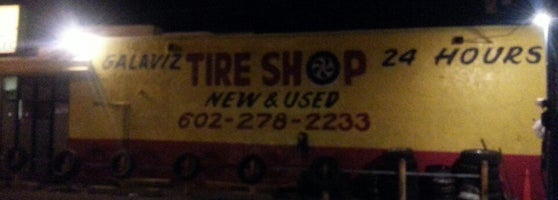 GALAVIZ TIRE SHOP 24 HOURS
NEW & USED
602-278-2233